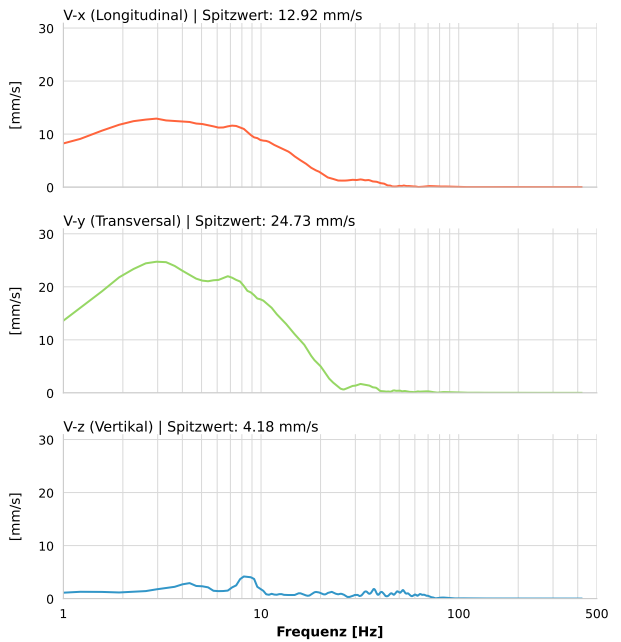 V-x (Longitudinal) | Spitzwert: 12.92 mm/s
30
20
10
0
[mm/s]
V-y (Transversal) | Spitzwert: 24.73 mm/s
30
20
10
0
[mm/s]
V-z (Vertikal) | Spitzwert: 4.18 mm/s
30
20
10
0
[mm/s]
1 10 100 500
Frequenz [Hz]